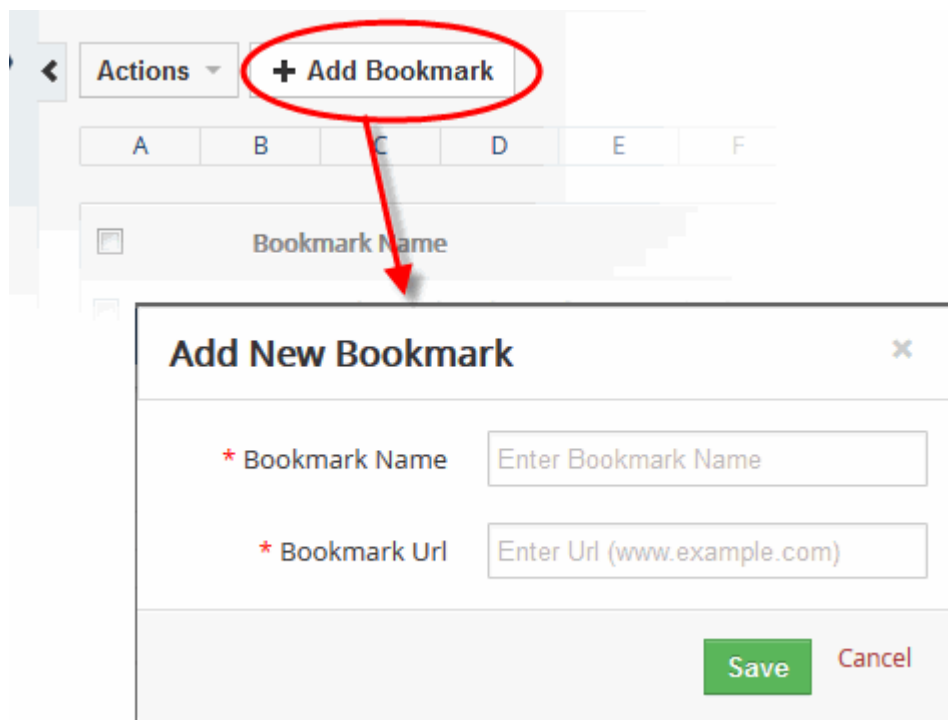 Actions + Add Bookmark
A B C D E F
Bookmark Name
Add New Bookmark ×
* Bookmark Name Enter Bookmark Name
* Bookmark Url Enter Url (www.example.com)
Save Cancel